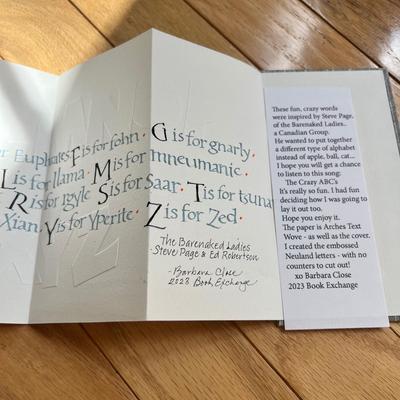 r Euphrates F is for fohn · G is for gnarly ·
L is for llama · M is for mneumanic ·
R is for rgyle · S is for Saar · T is for tsuna
Xian · Y is for Yperite · Z is for Zed ·
The Barenaked Ladies
- Steve Page & Ed Robertson
- Barbara Close
2023 Book Exchange
These fun, crazy words
were inspired by Steve Page,
of the Barenaked Ladies..
a Canadian Group.
He wanted to put together
a different type of alphabet
instead of apple, ball, cat...
I hope you will get a chance
to listen to this song:
The Crazy ABC's
It's really so fun. I had fun
deciding how I was going to
lay it out too.
Hope you enjoy it.
The paper is Arches Text
Wove - as well as the cover.
I created the embossed
Neuland letters - with no
counters to cut out!
xo Barbara Close
2023 Book Exchange